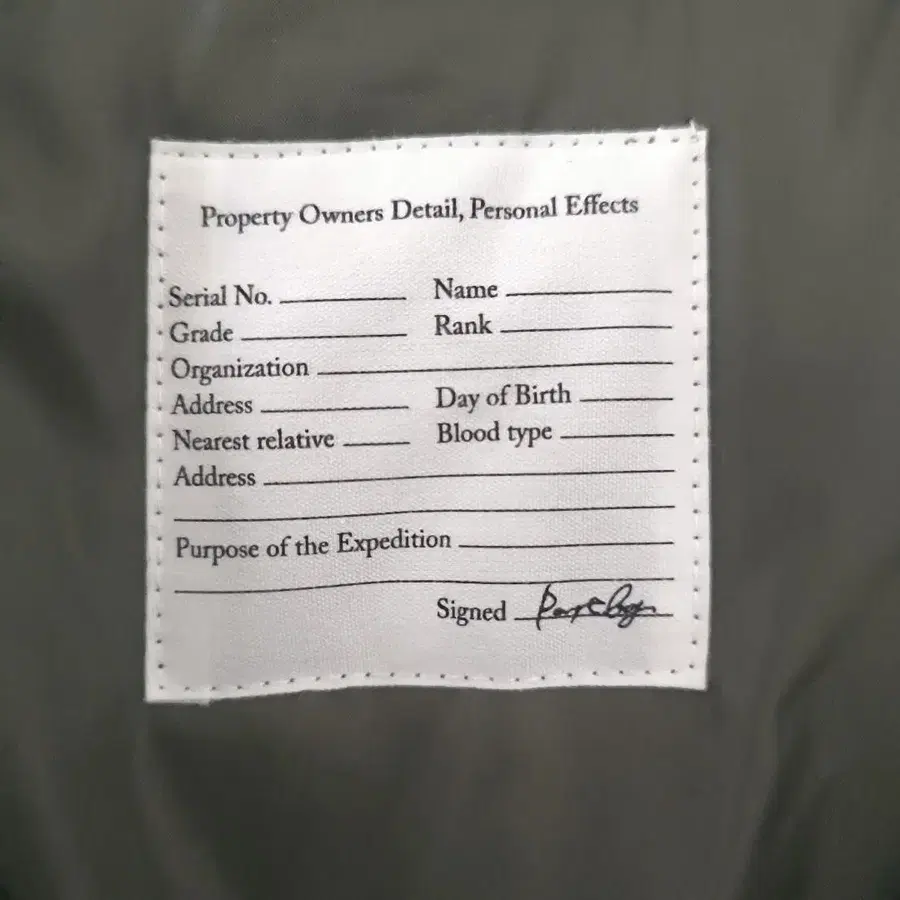 Property Owners Detail, Personal Effects
Serial No. Name
Grade Rank
Organization
Address Day of Birth
Nearest relative Blood type
Address
Purpose of the Expedition
Signed